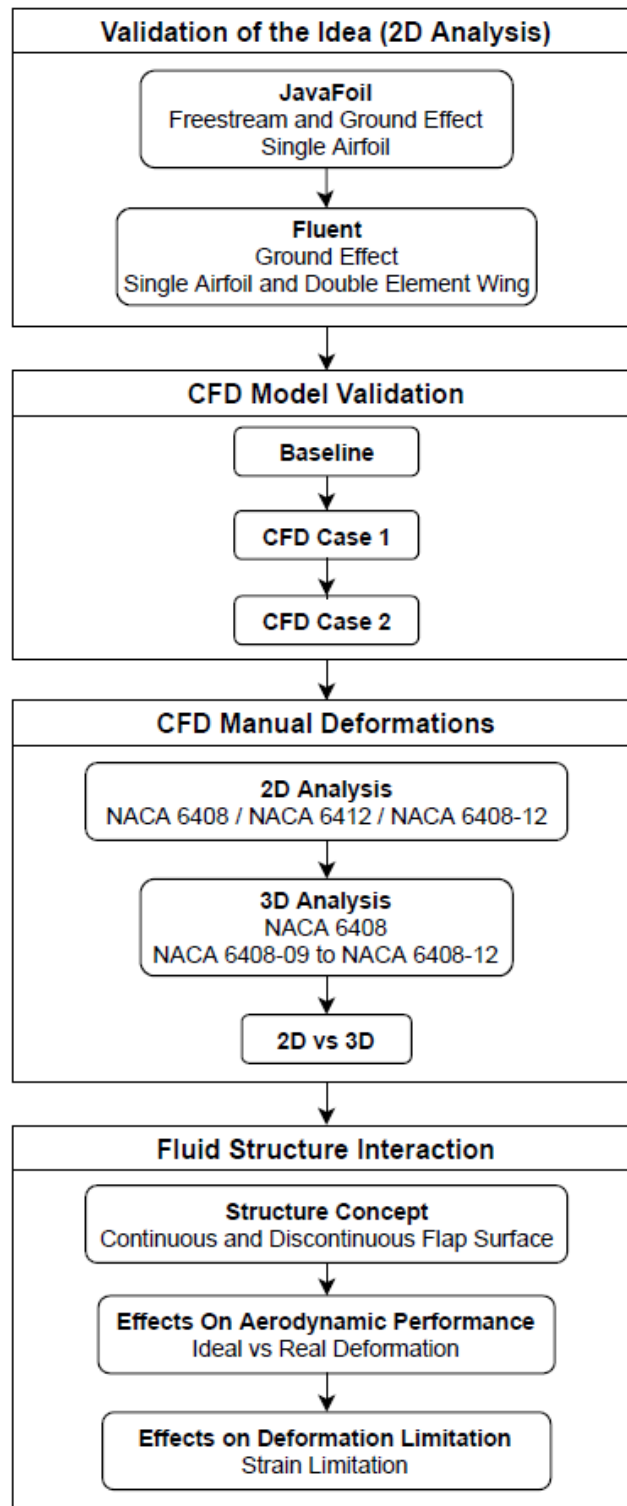 Validation of the Idea (2D Analysis)
JavaFoil
Freestream and Ground Effect
Single Airfoil
Fluent
Ground Effect
Single Airfoil and Double Element Wing
CFD Model Validation
Baseline
CFD Case 1
CFD Case 2
CFD Manual Deformations
2D Analysis
NACA 6408 / NACA 6412 / NACA 6408-12
3D Analysis
NACA 6408
NACA 6408-09 to NACA 6408-12
2D vs 3D
Fluid Structure Interaction
Structure Concept
Continuous and Discontinuous Flap Surface
Effects On Aerodynamic Performance
Ideal vs Real Deformation
Effects on Deformation Limitation
Strain Limitation